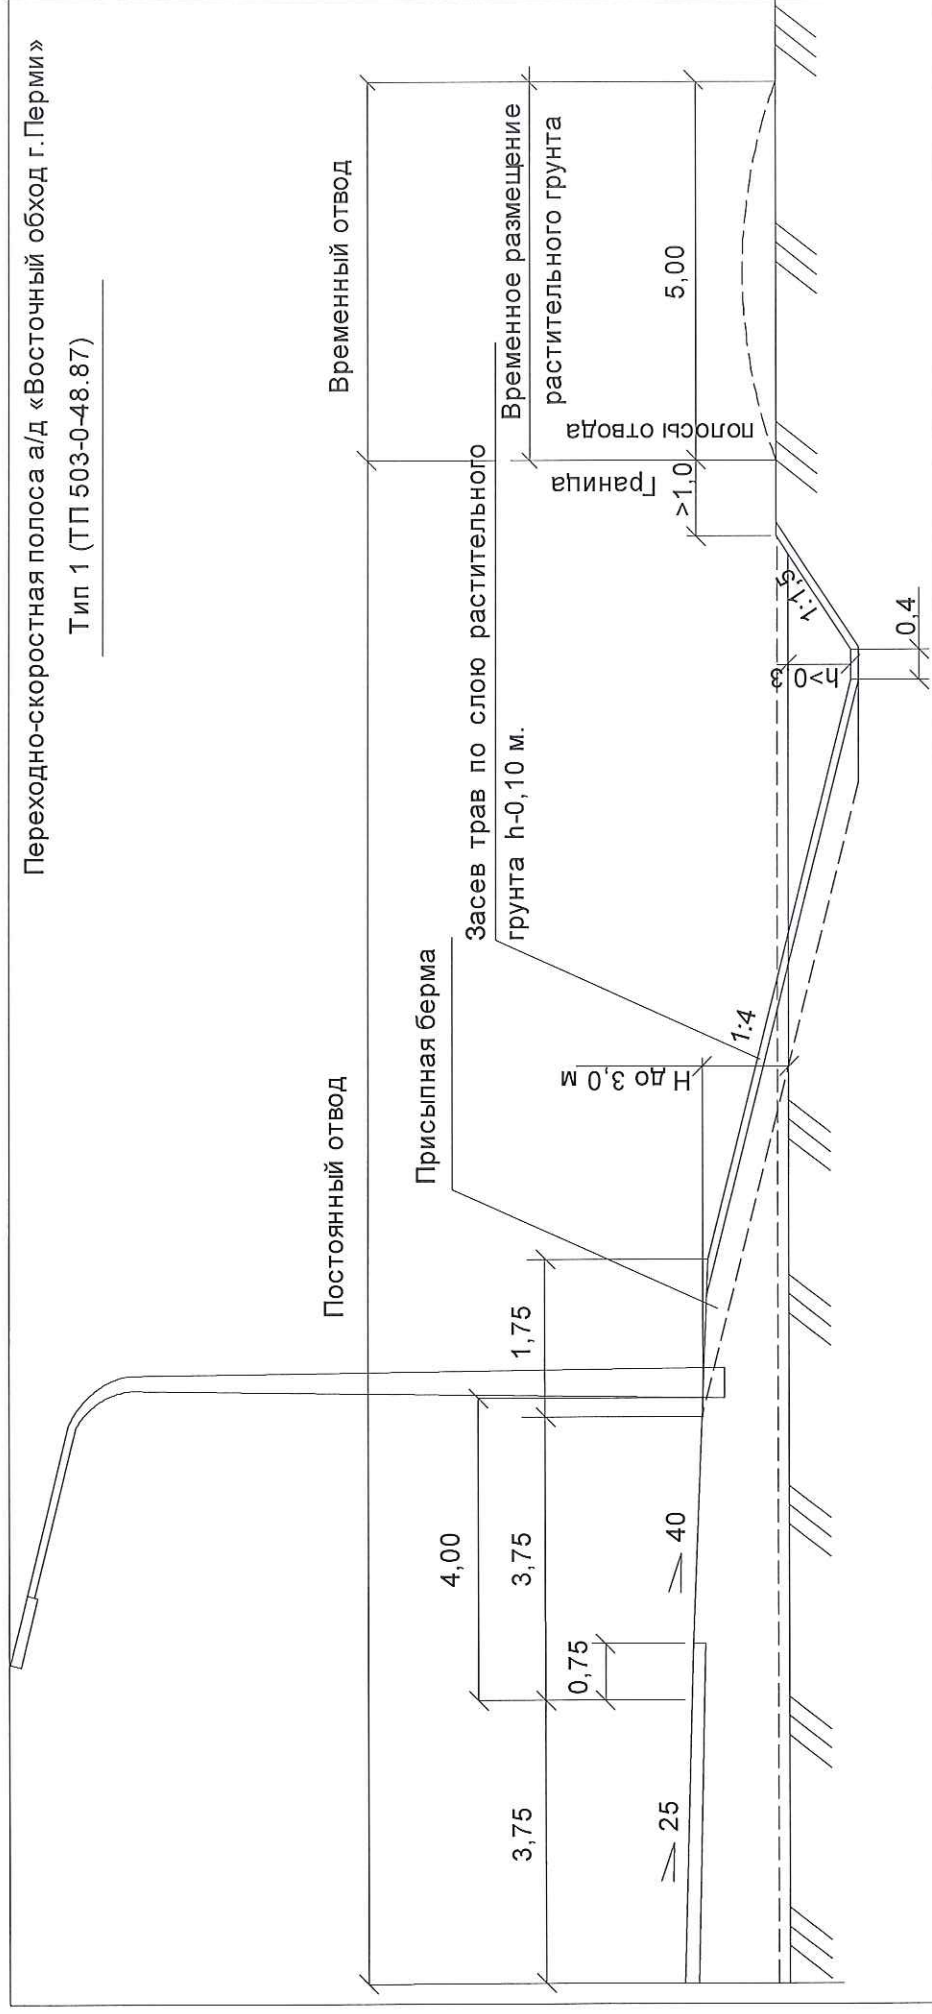 Переходно-скоростная полоса а/д «Восточный обход г.Перми»
Тип 1 (ТП 503-0-48.87)
Постоянный отвод
Временный отвод
Временное размещение
растительного грунта
Засев трав по слою растительного
грунта h-0,10 м.
Присыпная берма
Граница
полосы отвода
4,00
3,75
3,75
1,75
0,75
5,00
>1,0
25
40
H до 3,0 м
1:4
h>0,3
1:1,5
0,4